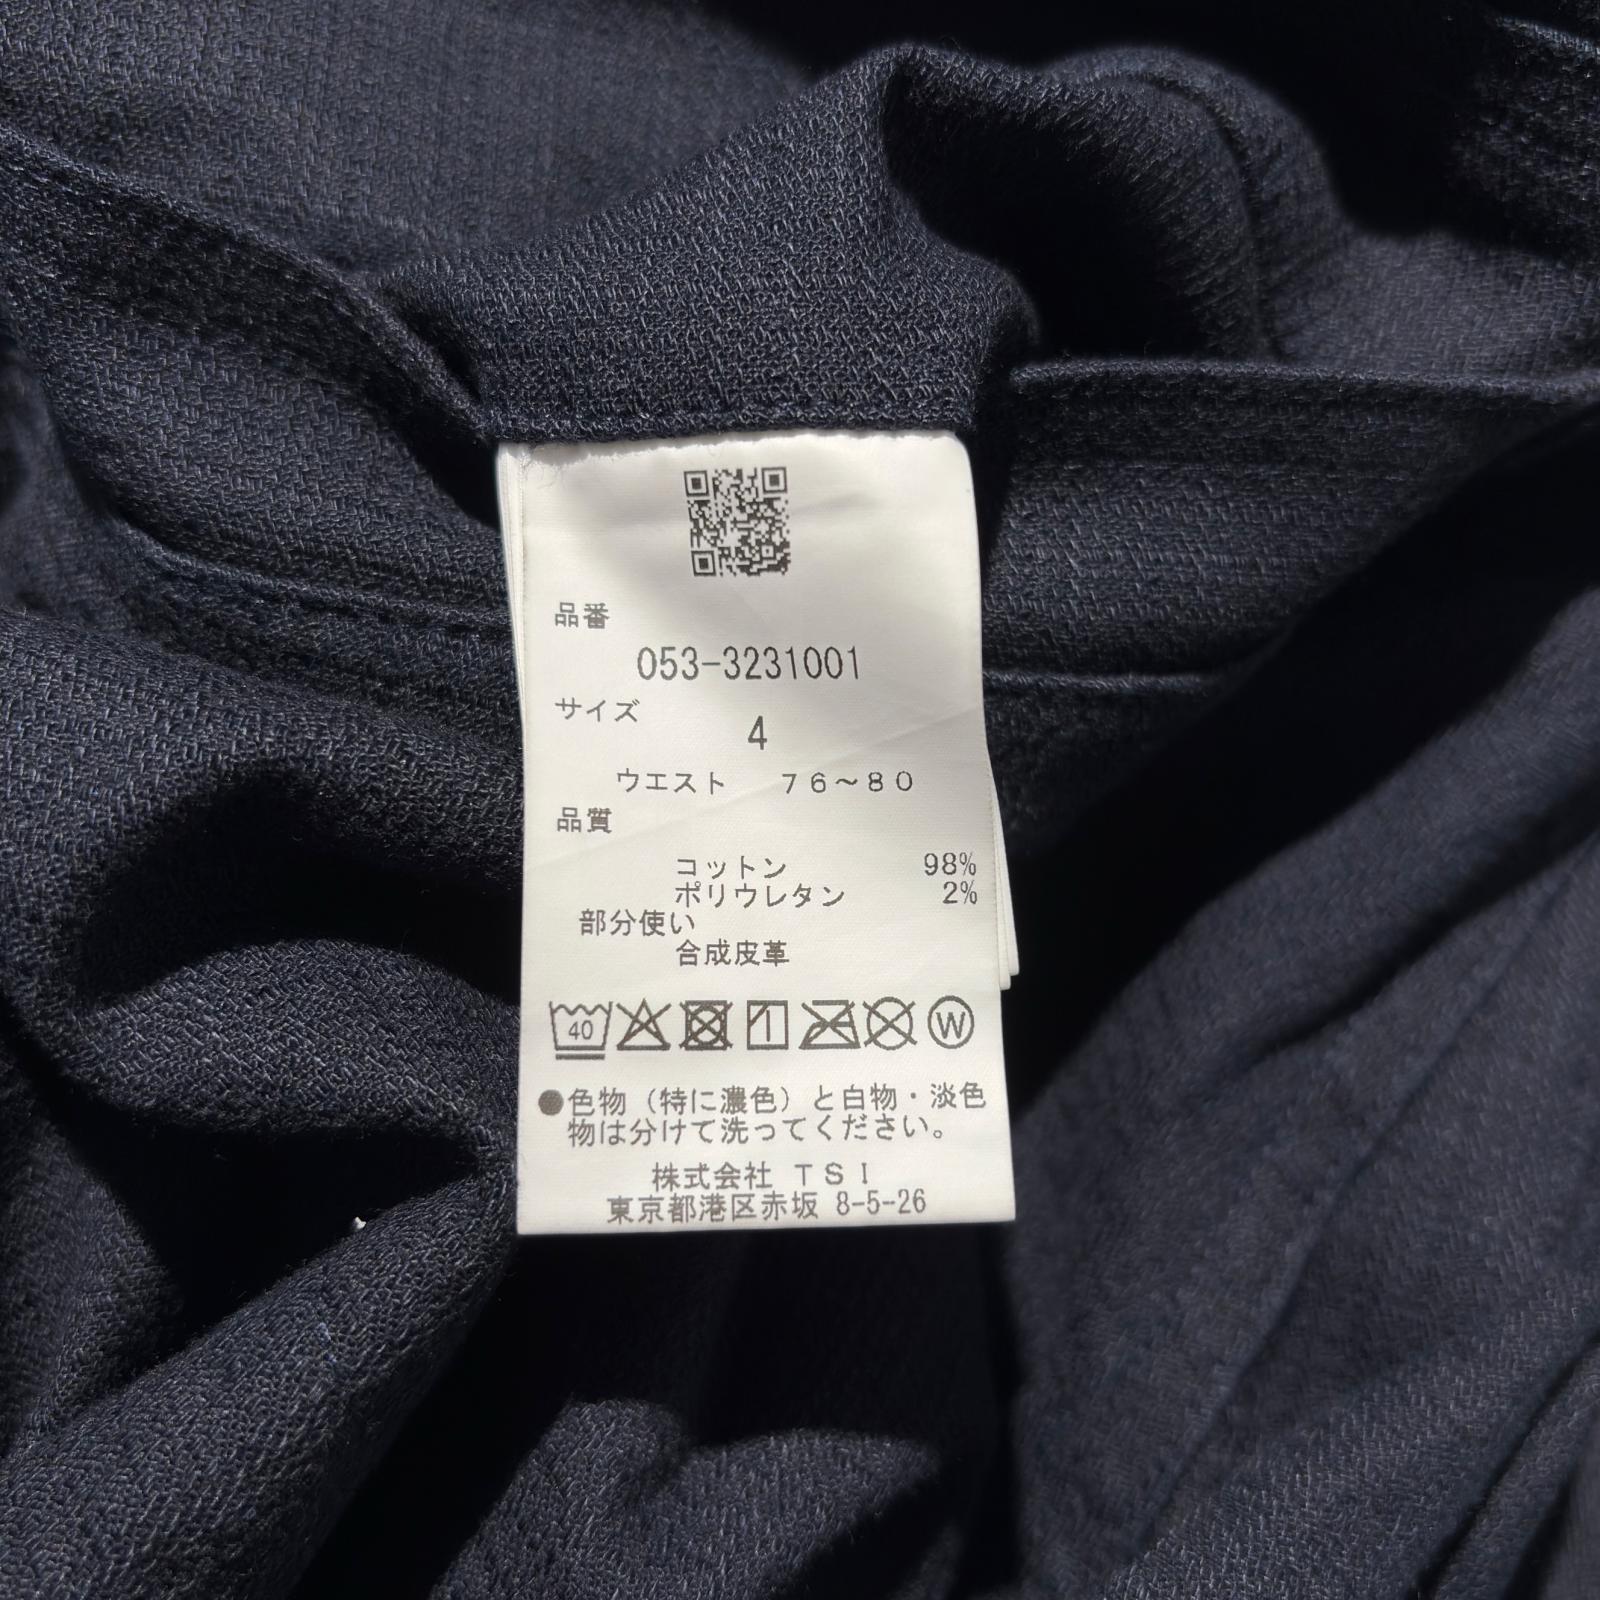 品番
053-3231001
サイズ
4
ウエスト 76～80
品質
コットン 98%
ポリウレタン 2%
部分使い
合成皮革
40 W
●色物（特に濃色）と白物・淡色
物は分けて洗ってください。
株式会社 ＴＳＩ
東京都港区赤坂 8-5-26